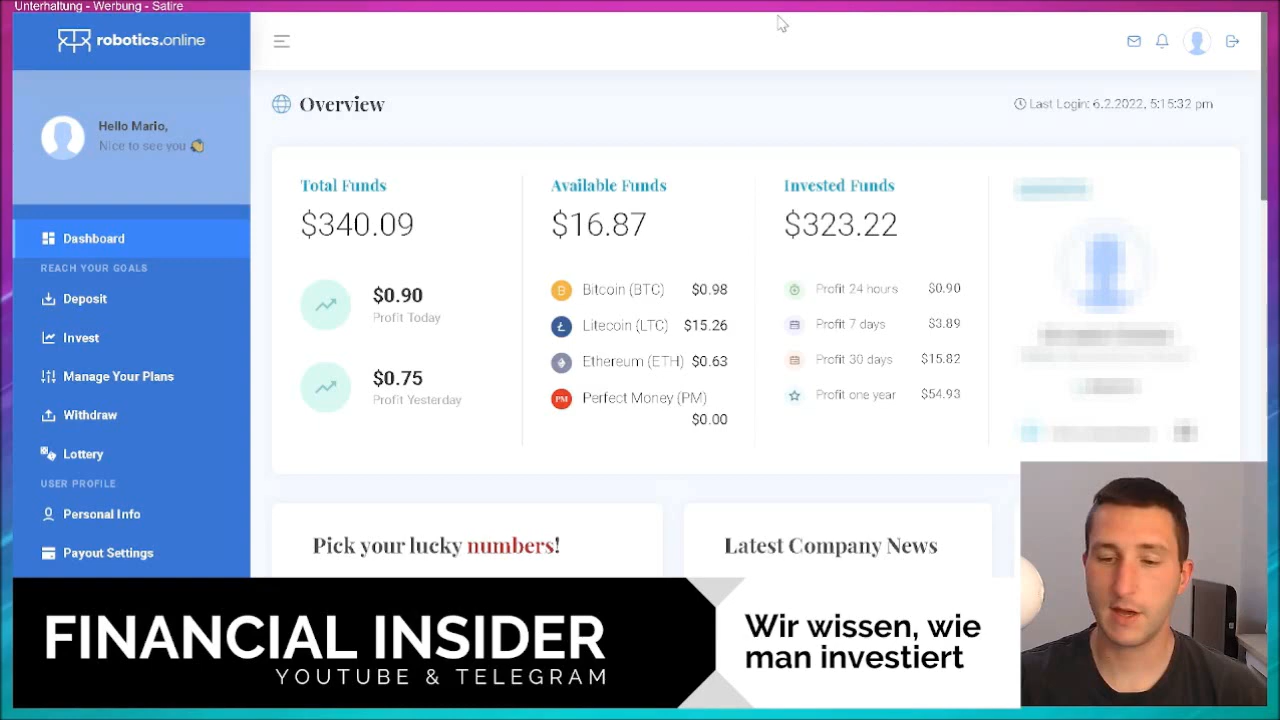 Unterhaltung - Werbung - Satire
robotics.online
Hello Mario,
Nice to see you
Dashboard
REACH YOUR GOALS
Deposit
Invest
Manage Your Plans
Withdraw
Lottery
USER PROFILE
Personal Info
Payout Settings
Overview
Last Login: 6.2.2022, 5:15:32 pm
Total Funds
$340.09
$0.90
Profit Today
$0.75
Profit Yesterday
Available Funds
$16.87
Bitcoin (BTC) $0.98
Litecoin (LTC) $15.26
Ethereum (ETH) $0.63
PM Perfect Money (PM)
$0.00
Invested Funds
$323.22
Profit 24 hours $0.90
Profit 7 days $3.89
Profit 30 days $15.82
Profit one year $54.93
Pick your lucky numbers!
Latest Company News
FINANCIAL INSIDER
YOUTUBE & TELEGRAM
Wir wissen, wie
man investiert